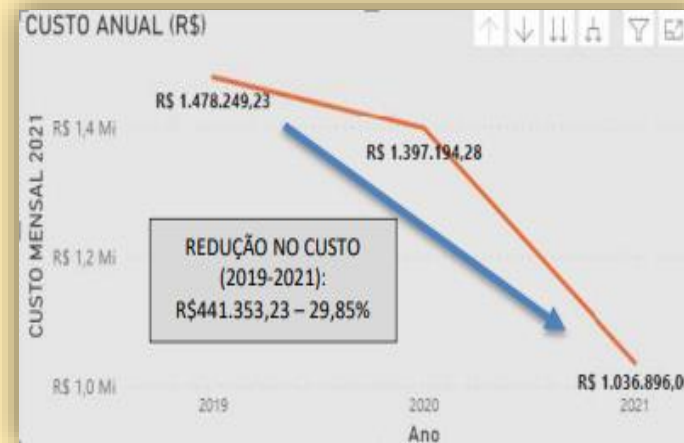 CUSTO ANUAL (R$)
CUSTO MENSAL 2021
R$ 1.478.249,23
R$ 1,4 Mi
R$ 1.397.194,28
REDUÇÃO NO CUSTO
(2019-2021):
R$441.353,23 – 29,85%
R$ 1,2 Mi
R$ 1.036.896,0
R$ 1,0 Mi
2019
2020
2021
Ano